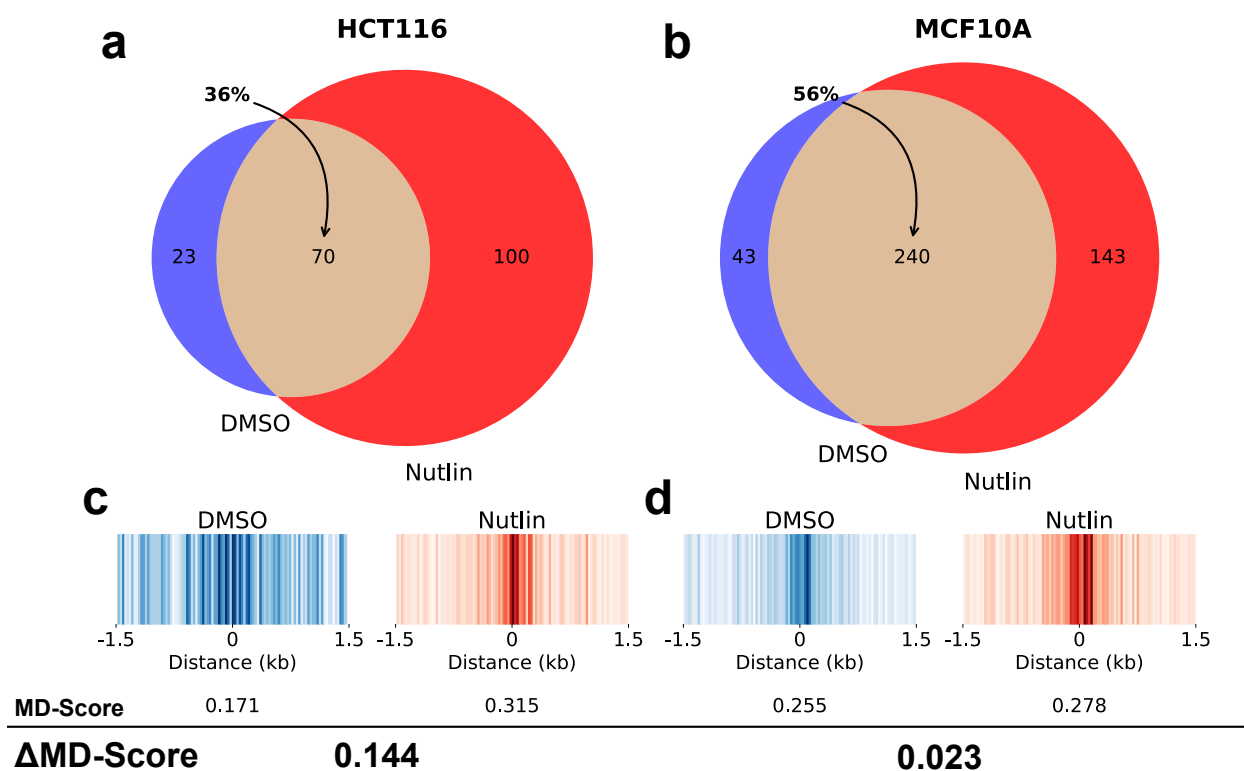 a
HCT116
b
MCF10A
36%
56%
23
70
100
43
240
143
DMSO
Nutlin
DMSO
Nutlin
c
DMSO
Nutlin
d
DMSO
Nutlin
-1.5 0 1.5
-1.5 0 1.5
-1.5 0 1.5
-1.5 0 1.5
Distance (kb)
Distance (kb)
Distance (kb)
Distance (kb)
MD-Score 0.171 0.315 0.255 0.278
ΔMD-Score 0.144 0.023